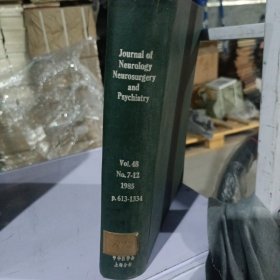 Journal of
Neurology
Neurosurgery
and
Psychiatry
Vol. 48
No. 7-12
1985
p. 613-1334